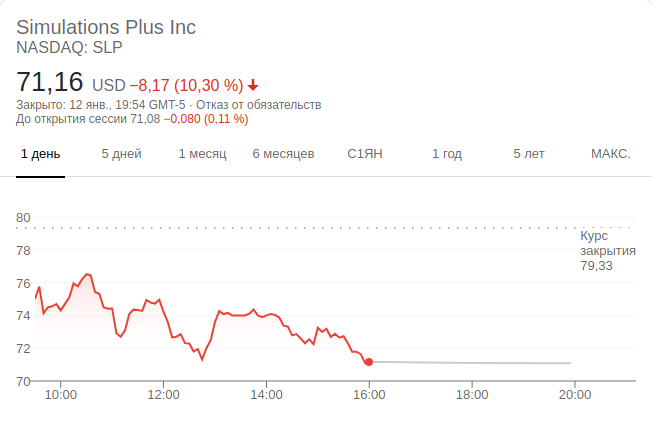 Simulations Plus Inc
NASDAQ: SLP
71,16 USD −8,17 (10,30 %)
Закрыто: 12 янв., 19:54 GMT-5 · Отказ от обязательств
До открытия сессии 71,08 −0,080 (0,11 %)
1 день 5 дней 1 месяц 6 месяцев С1ЯН 1 год 5 лет МАКС.
80
Курс
78 закрытия
79,33
76
74
72
70
10:00 12:00 14:00 16:00 18:00 20:00